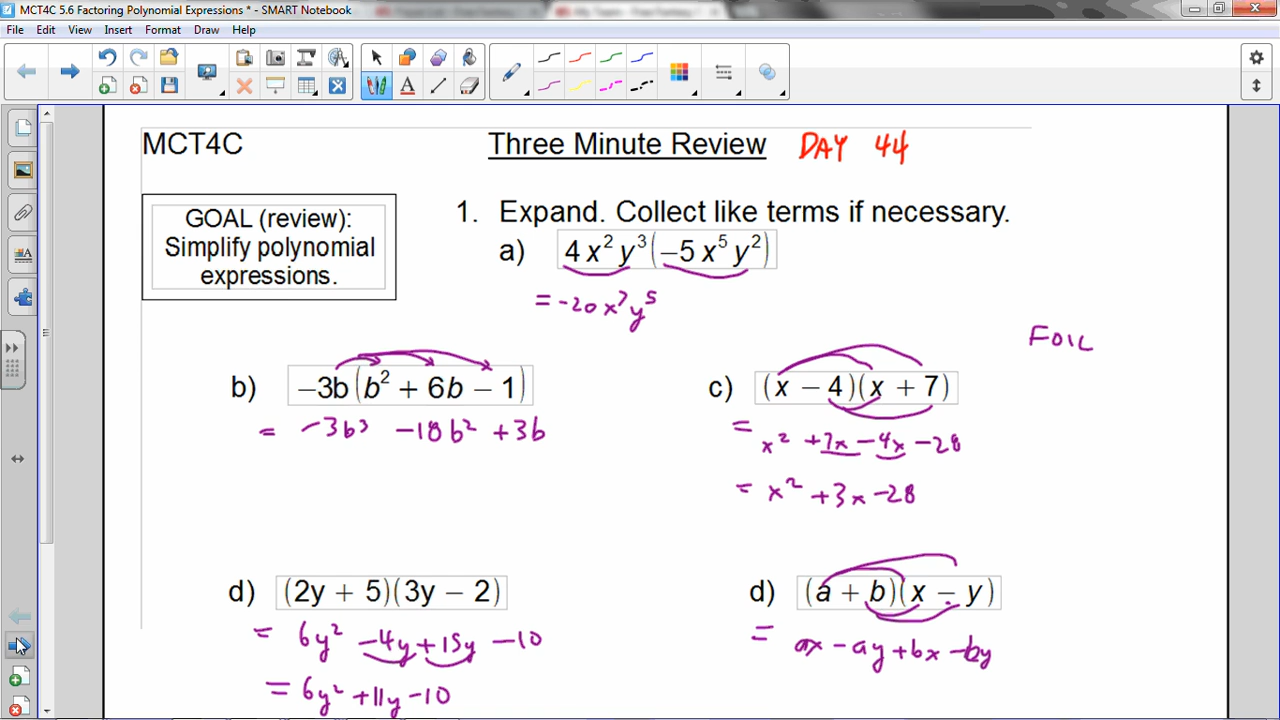 MCT4C 5.6 Factoring Polynomial Expressions * - SMART Notebook
File Edit View Insert Format Draw Help
MCT4C Three Minute Review DAY 44
GOAL (review):
Simplify polynomial
expressions.
1. Expand. Collect like terms if necessary.
a) 4x²y³(−5x⁵y²)
= -20x⁷y⁵
FOIL
b) −3b(b² + 6b − 1)
= -3b³ -18b² +3b
c) (x − 4)(x + 7)
= x² +7x -4x -28
= x² +3x -28
d) (2y + 5)(3y − 2)
= 6y² -4y +15y -10
= 6y² +11y -10
d) (a + b)(x − y)
= ax - ay + bx - by